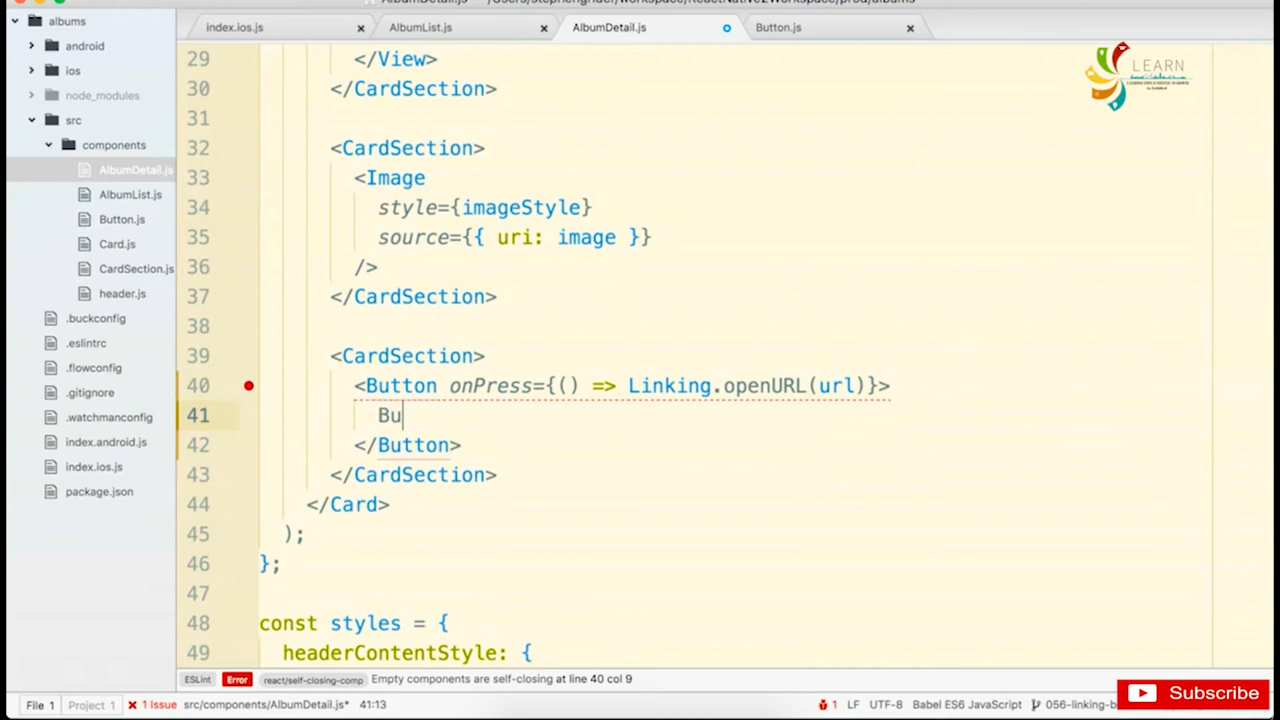 albums
android
ios
node_modules
src
components
AlbumDetail.js
AlbumList.js
Button.js
Card.js
CardSection.js
header.js
.buckconfig
.eslintrc
.flowconfig
.gitignore
.watchmanconfig
index.android.js
index.ios.js
package.json
index.ios.js
AlbumList.js
AlbumDetail.js
Button.js
29 </View>
30 </CardSection>
31
32 <CardSection>
33 <Image
34 style={imageStyle}
35 source={{ uri: image }}
36 />
37 </CardSection>
38
39 <CardSection>
40 <Button onPress={() => Linking.openURL(url)}>
41 Bu
42 </Button>
43 </CardSection>
44 </Card>
45 );
46 };
47
48 const styles = {
49 headerContentStyle: {
LEARN
ESLint Error react/self-closing-comp Empty components are self-closing at line 40 col 9
File 1 Project 1 1 Issue src/components/AlbumDetail.js* 41:13 1 LF UTF-8 Babel ES6 JavaScript 056-linking-b
Subscribe